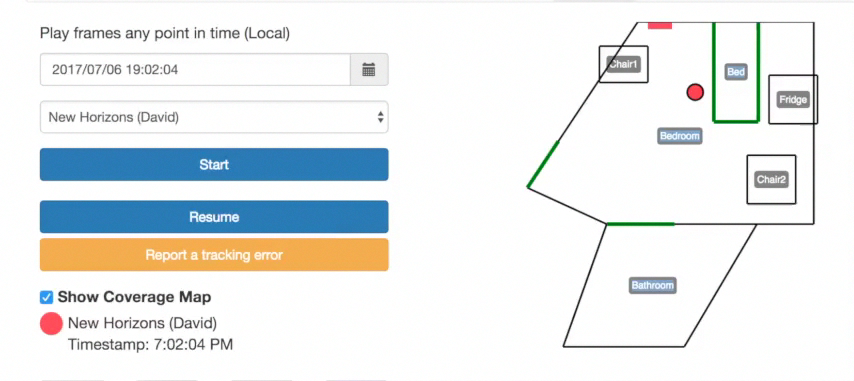 Play frames any point in time (Local)
2017/07/06 19:02:04
New Horizons (David)
Start
Resume
Report a tracking error
Show Coverage Map
New Horizons (David)
Timestamp: 7:02:04 PM
Chair1
Bed
Fridge
Bedroom
Chair2
Bathroom